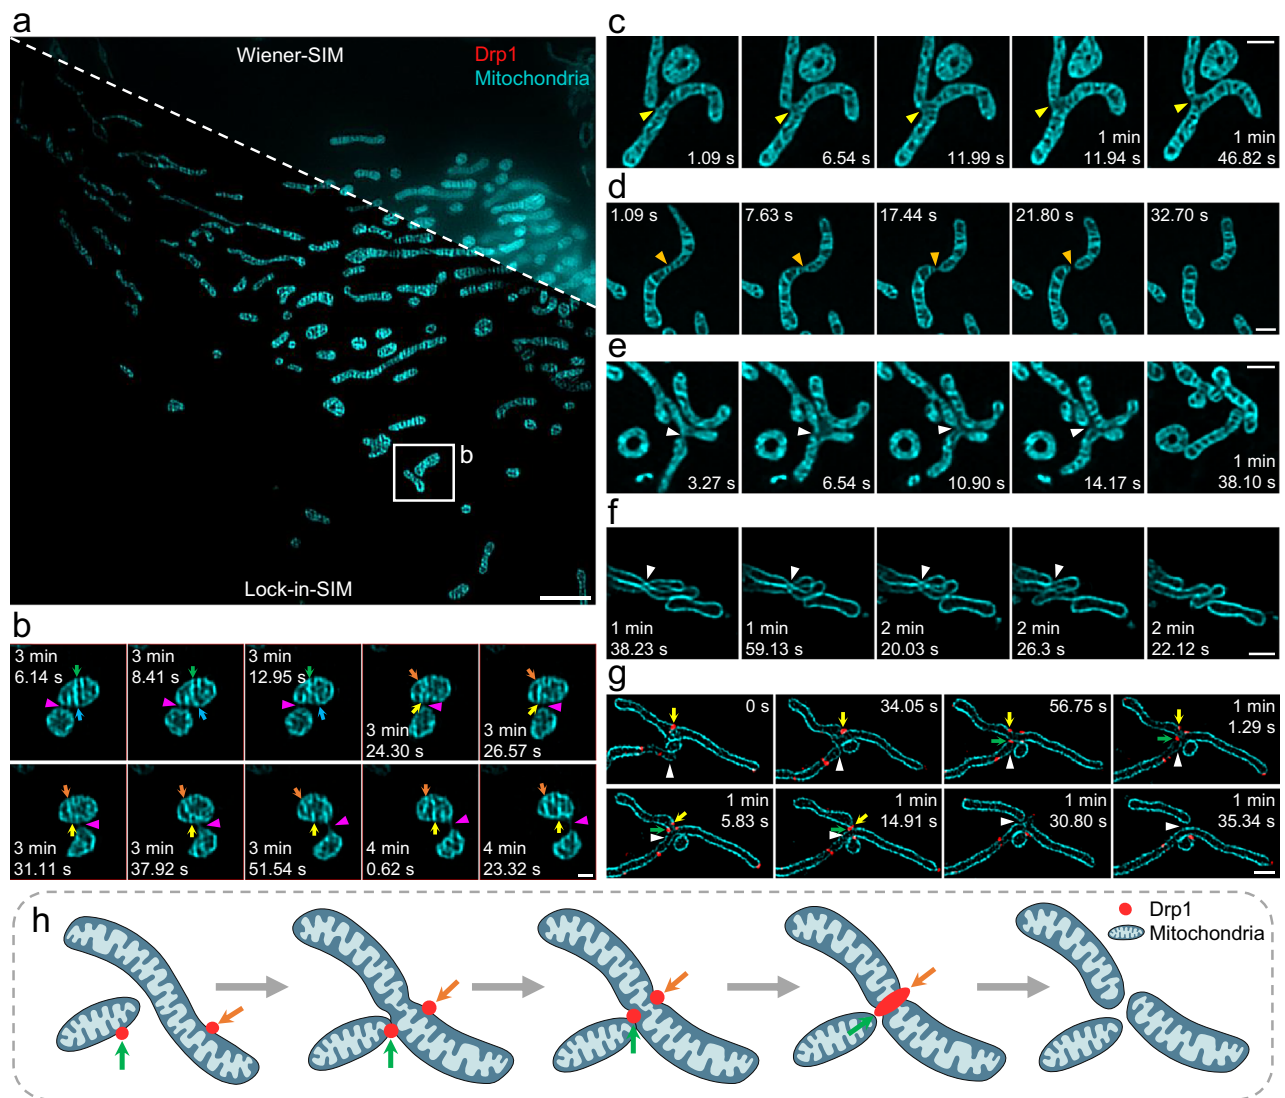 a
Wiener-SIM
Drp1
Mitochondria
b
Lock-in-SIM
b
3 min
6.14 s
3 min
8.41 s
3 min
12.95 s
3 min
24.30 s
3 min
26.57 s
3 min
31.11 s
3 min
37.92 s
3 min
51.54 s
4 min
0.62 s
4 min
23.32 s
c
1.09 s
6.54 s
11.99 s
1 min
11.94 s
1 min
46.82 s
d
1.09 s
7.63 s
17.44 s
21.80 s
32.70 s
e
3.27 s
6.54 s
10.90 s
14.17 s
1 min
38.10 s
f
1 min
38.23 s
1 min
59.13 s
2 min
20.03 s
2 min
26.3 s
2 min
22.12 s
g
0 s
34.05 s
56.75 s
1 min
1.29 s
1 min
5.83 s
1 min
14.91 s
1 min
30.80 s
1 min
35.34 s
h
Drp1
Mitochondria